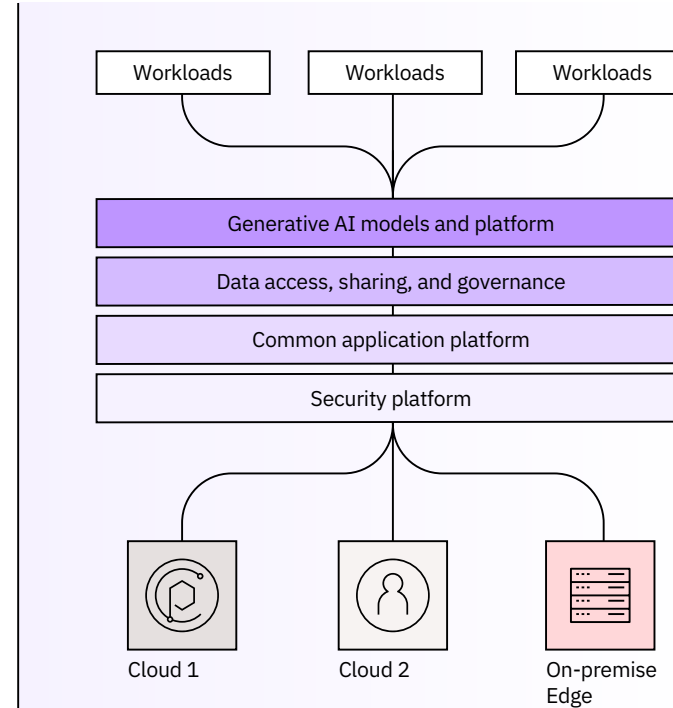 Workloads
Workloads
Workloads
Generative AI models and platform
Data access, sharing, and governance
Common application platform
Security platform
Cloud 1
Cloud 2
On-premise
Edge